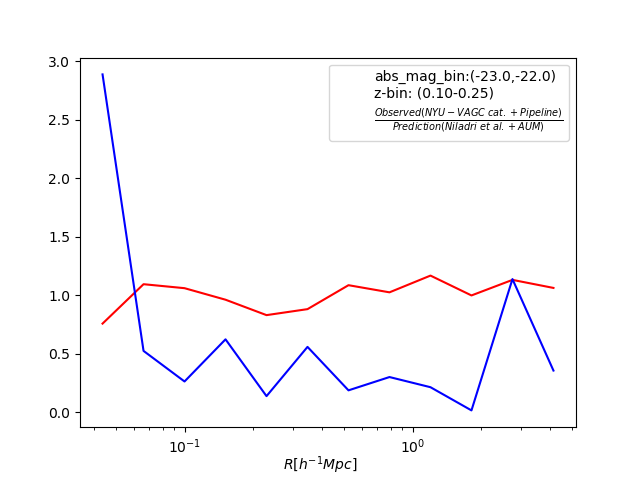 abs_mag_bin:(-23.0,-22.0)
z-bin: (0.10-0.25)
Observed(NYU−VAGC cat. + Pipeline)
Prediction(Niladri et al. + AUM)
3.0
2.5
2.0
1.5
1.0
0.5
0.0
10⁻¹
10⁰
R[h⁻¹Mpc]